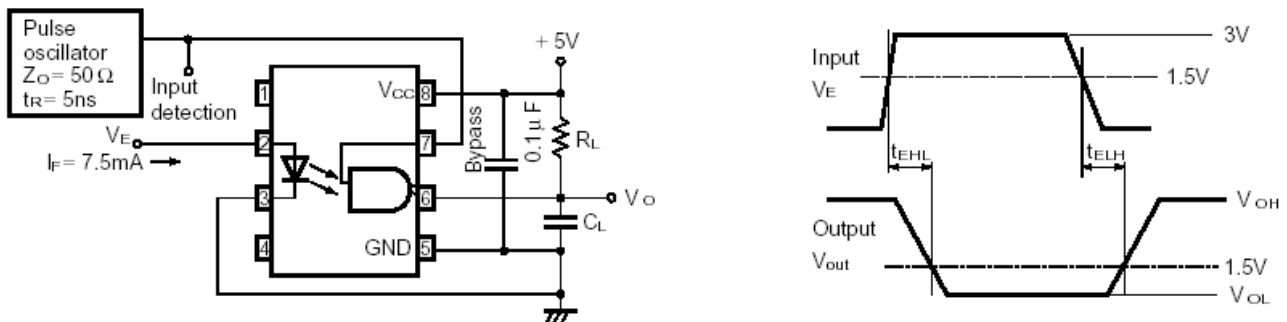 Pulse
oscillator
ZO= 50 Ω
tR= 5ns
Input
detection
VE
IF= 7.5mA
1
2
3
4
VCC 8
7
6
GND 5
Bypass
0.1μF
+5V
RL
VO
CL
Input
VE
3V
1.5V
tEHL
tELH
Output
Vout
VOH
1.5V
VOL